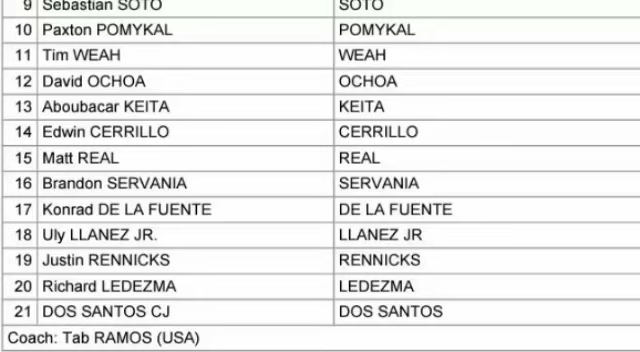 9 Sebastian SOTO SOTO
10 Paxton POMYKAL POMYKAL
11 Tim WEAH WEAH
12 David OCHOA OCHOA
13 Aboubacar KEITA KEITA
14 Edwin CERRILLO CERRILLO
15 Matt REAL REAL
16 Brandon SERVANIA SERVANIA
17 Konrad DE LA FUENTE DE LA FUENTE
18 Uly LLANEZ JR. LLANEZ JR
19 Justin RENNICKS RENNICKS
20 Richard LEDEZMA LEDEZMA
21 DOS SANTOS CJ DOS SANTOS
Coach: Tab RAMOS (USA)